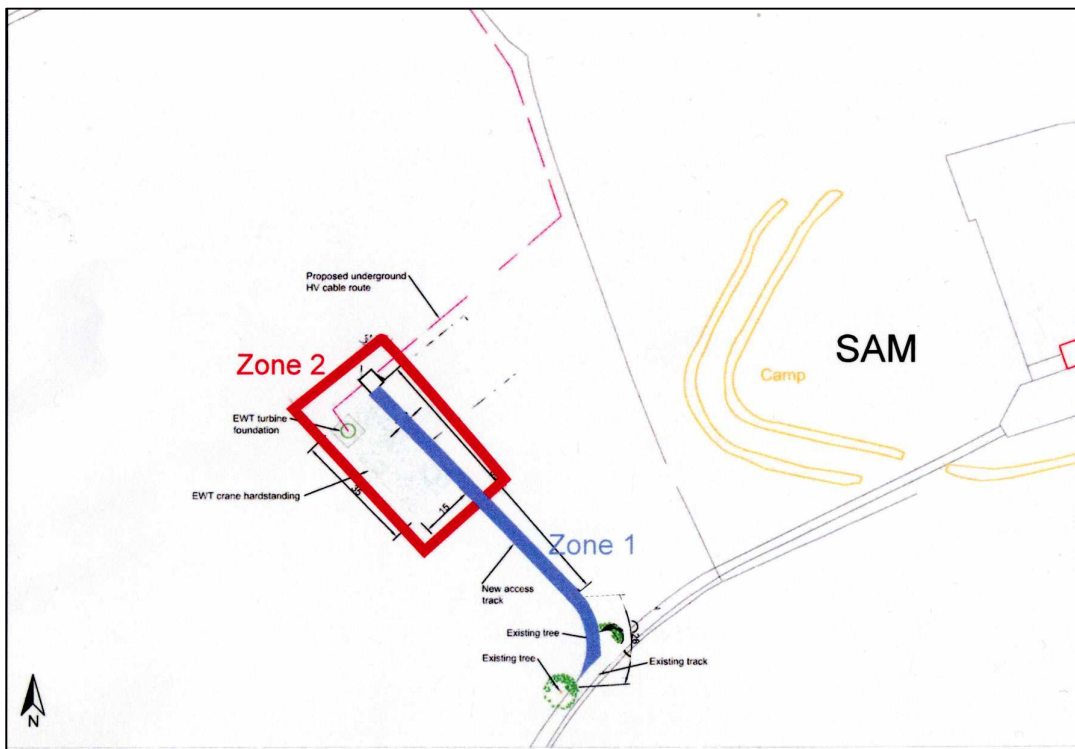 Proposed underground
HV cable route
SAM
Zone 2
Camp
EWT turbine
foundation
EWT crane hardstanding
35
15
Zone 1
New access
track
Existing tree
28
Existing tree
Existing track
N